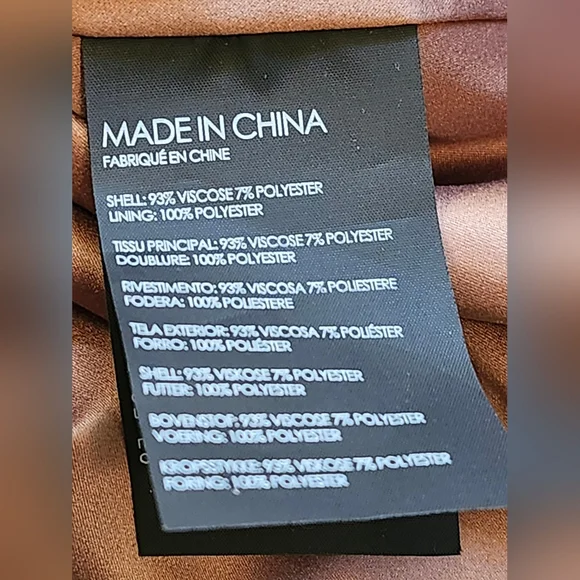 MADE IN CHINA
FABRIQUÉ EN CHINE
SHELL: 93% VISCOSE 7% POLYESTER
LINING: 100% POLYESTER
TISSU PRINCIPAL: 93% VISCOSE 7% POLYESTER
DOUBLURE: 100% POLYESTER
RIVESTIMENTO: 93% VISCOSA 7% POLIESTERE
FODERA: 100% POLIESTERE
TELA EXTERIOR: 93% VISCOSA 7% POLIÉSTER
FORRO: 100% POLIÉSTER
SHELL: 93% VISKOSE 7% POLYESTER
FUTTER: 100% POLYESTER
BOVENSTOF: 93% VISCOSE 7% POLYESTER
VOERING: 100% POLYESTER
93% VISKOSE 7% POLYESTER
FORING: 100% POLYESTER